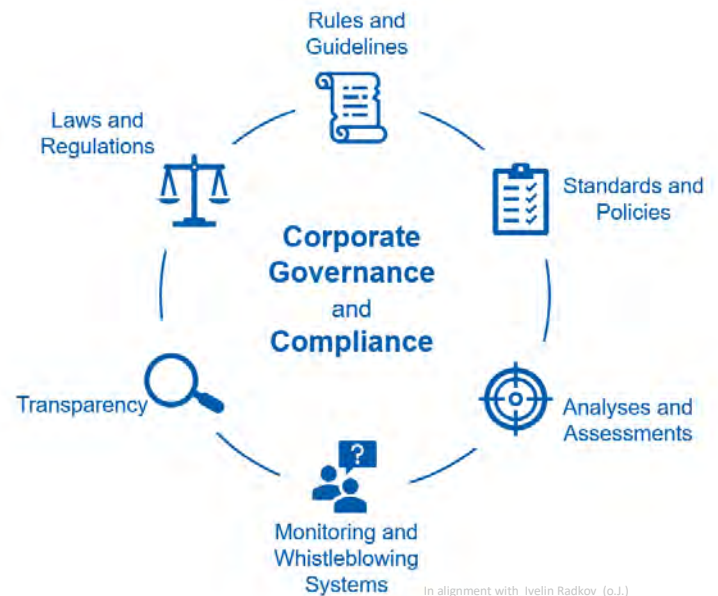 Rules and
Guidelines
Laws and
Regulations
Standards and
Policies
Corporate
Governance
and
Compliance
Transparency
Analyses and
Assessments
?
Monitoring and
Whistleblowing
Systems
In alignment with Ivelin Radkov (o.J.)